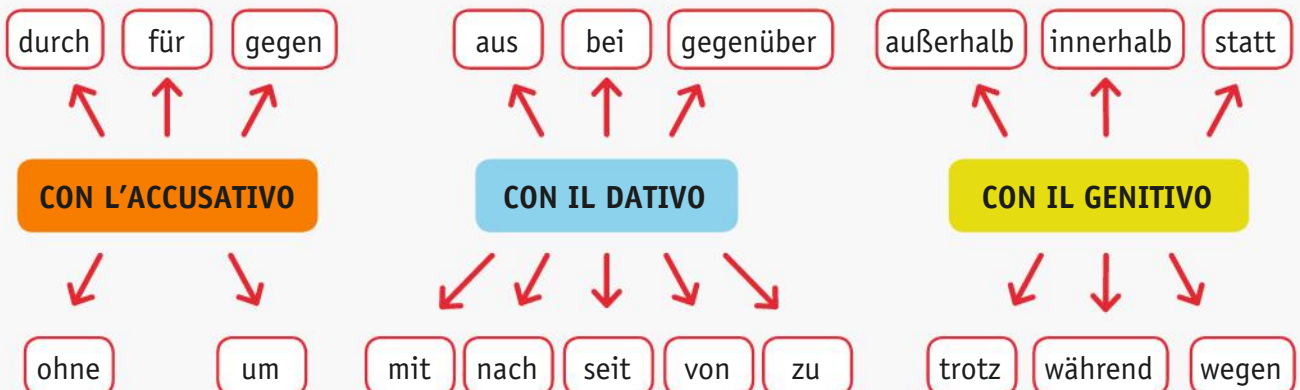 durch für gegen aus bei gegenüber außerhalb innerhalb statt
CON L'ACCUSATIVO CON IL DATIVO CON IL GENITIVO
ohne um mit nach seit von zu trotz während wegen